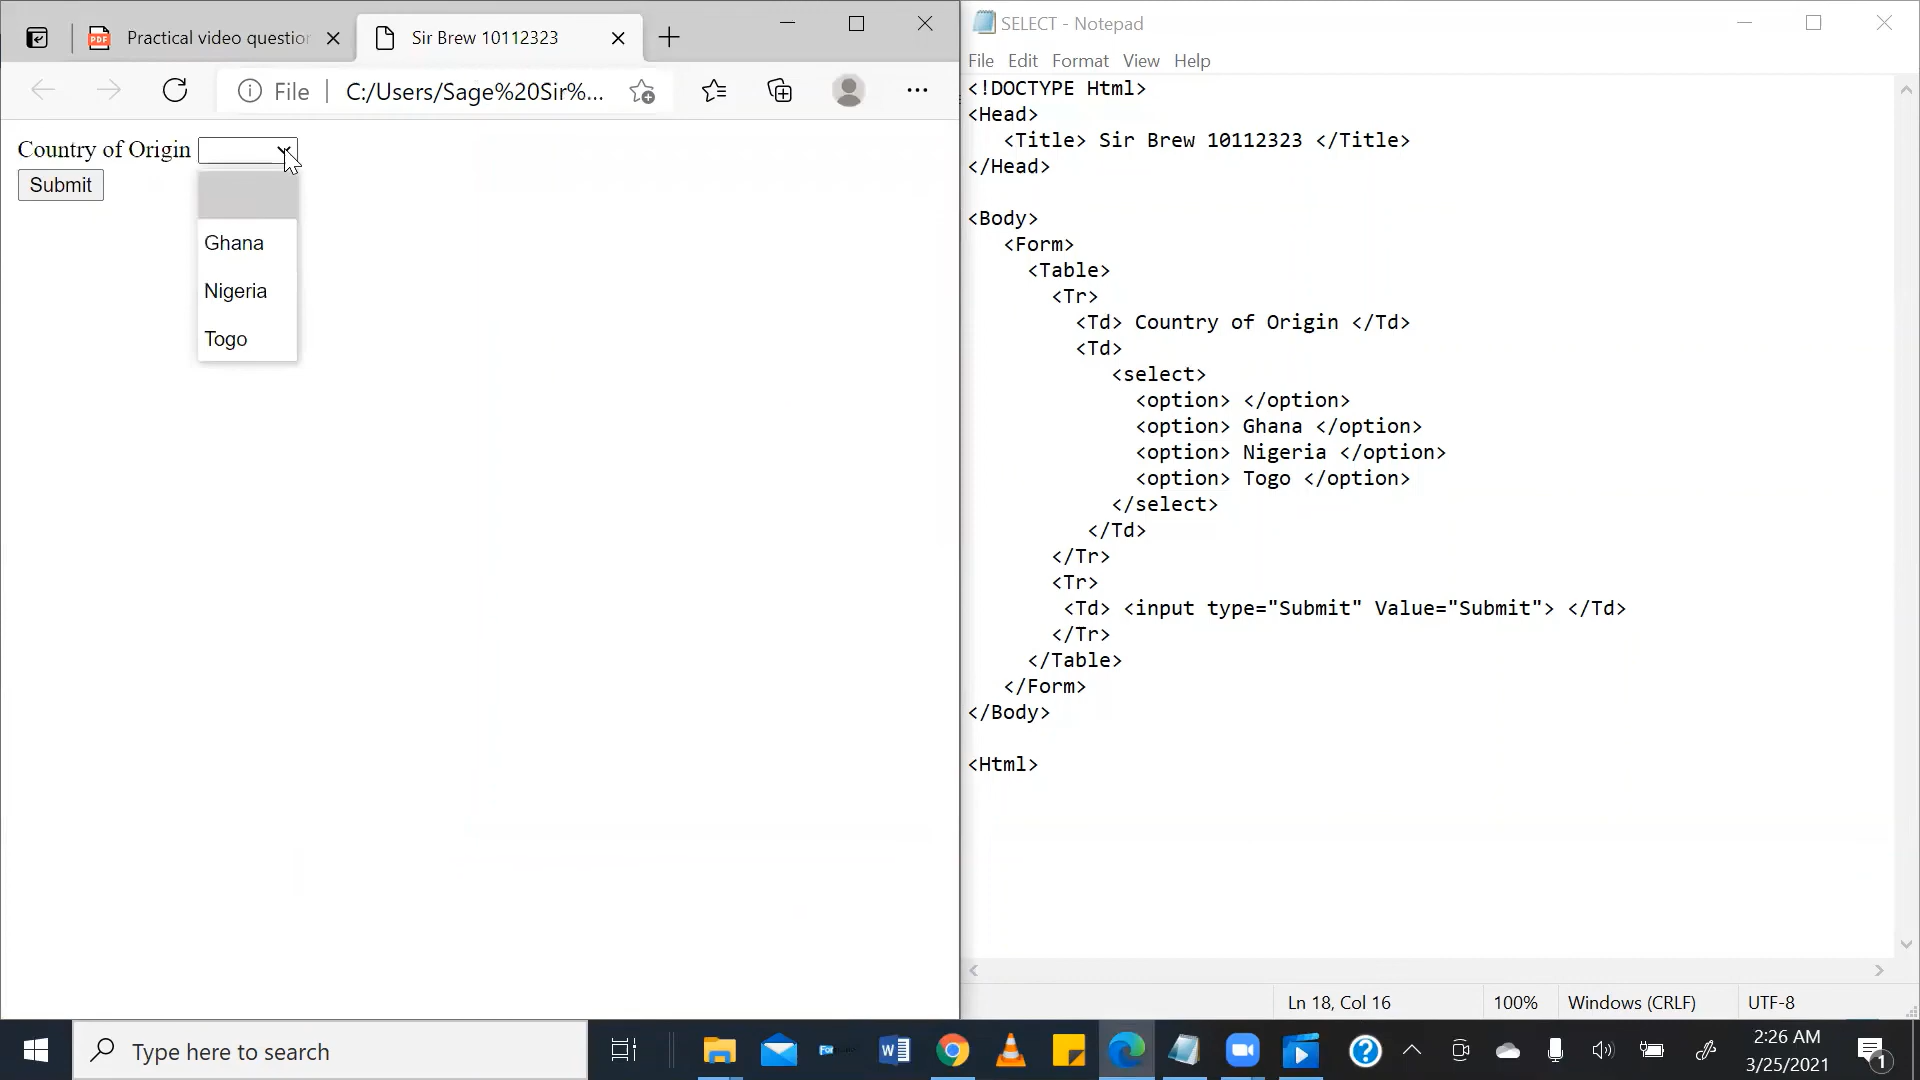 Practical video questio
Sir Brew 10112323
File
C:/Users/Sage%20Sir%...
Country of Origin
Submit
Ghana
Nigeria
Togo
SELECT - Notepad
File Edit Format View Help
<!DOCTYPE Html>
<Head>
<Title> Sir Brew 10112323 </Title>
</Head>
<Body>
<Form>
<Table>
<Tr>
<Td> Country of Origin </Td>
<Td>
<select>
<option> </option>
<option> Ghana </option>
<option> Nigeria </option>
<option> Togo </option>
</select>
</Td>
</Tr>
<Tr>
<Td> <input type="Submit" Value="Submit"> </Td>
</Tr>
</Table>
</Form>
</Body>
<Html>
Ln 18, Col 16
100%
Windows (CRLF)
UTF-8
Type here to search
2:26 AM
3/25/2021
1